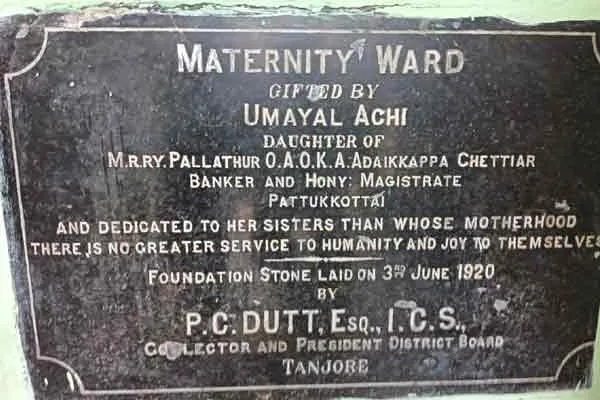 MATERNITY WARD
GIFTED BY
UMAYAL ACHI
DAUGHTER OF
M.R.RY. PALLATHUR O.A.O.K.A. ADAIKKAPPA CHETTIAR
BANKER AND HONY: MAGISTRATE
PATTUKKOTTAI
AND DEDICATED TO HER SISTERS THAN WHOSE MOTHERHOOD
THERE IS NO GREATER SERVICE TO HUMANITY AND JOY TO THEMSELVES
FOUNDATION STONE LAID ON 3RD JUNE 1920
BY
P.C. DUTT, ESQ., I.C.S.,
COLLECTOR AND PRESIDENT DISTRICT BOARD
TANJORE